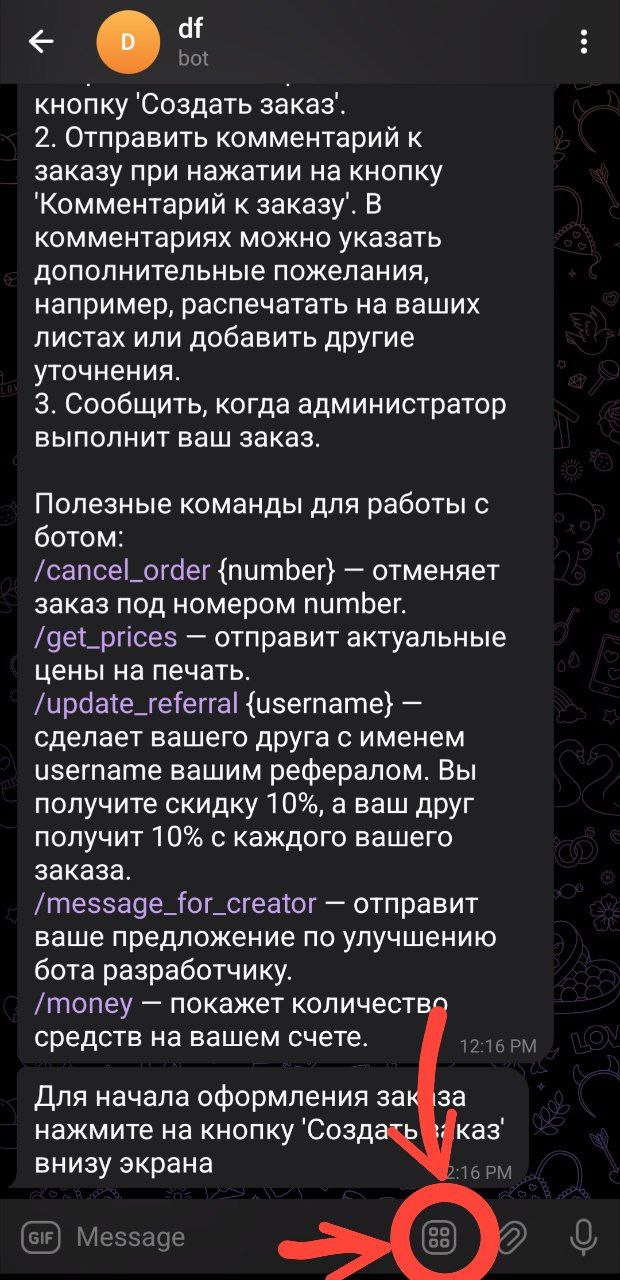 D
df
bot
кнопку 'Создать заказ'.
2. Отправить комментарий к
заказу при нажатии на кнопку
'Комментарий к заказу'. В
комментариях можно указать
дополнительные пожелания,
например, распечатать на ваших
листах или добавить другие
уточнения.
3. Сообщить, когда администратор
выполнит ваш заказ.
Полезные команды для работы с
ботом:
/cancel_order {number} — отменяет
заказ под номером number.
/get_prices — отправит актуальные
цены на печать.
/update_referral {username} —
сделает вашего друга с именем
username вашим рефералом. Вы
получите скидку 10%, а ваш друг
получит 10% с каждого вашего
заказа.
/message_for_creator — отправит
ваше предложение по улучшению
бота разработчику.
/money — покажет количество
средств на вашем счете.
12:16 PM
Для начала оформления заказа
нажмите на кнопку 'Создать заказ'
внизу экрана
2:16 PM
GIF
Message